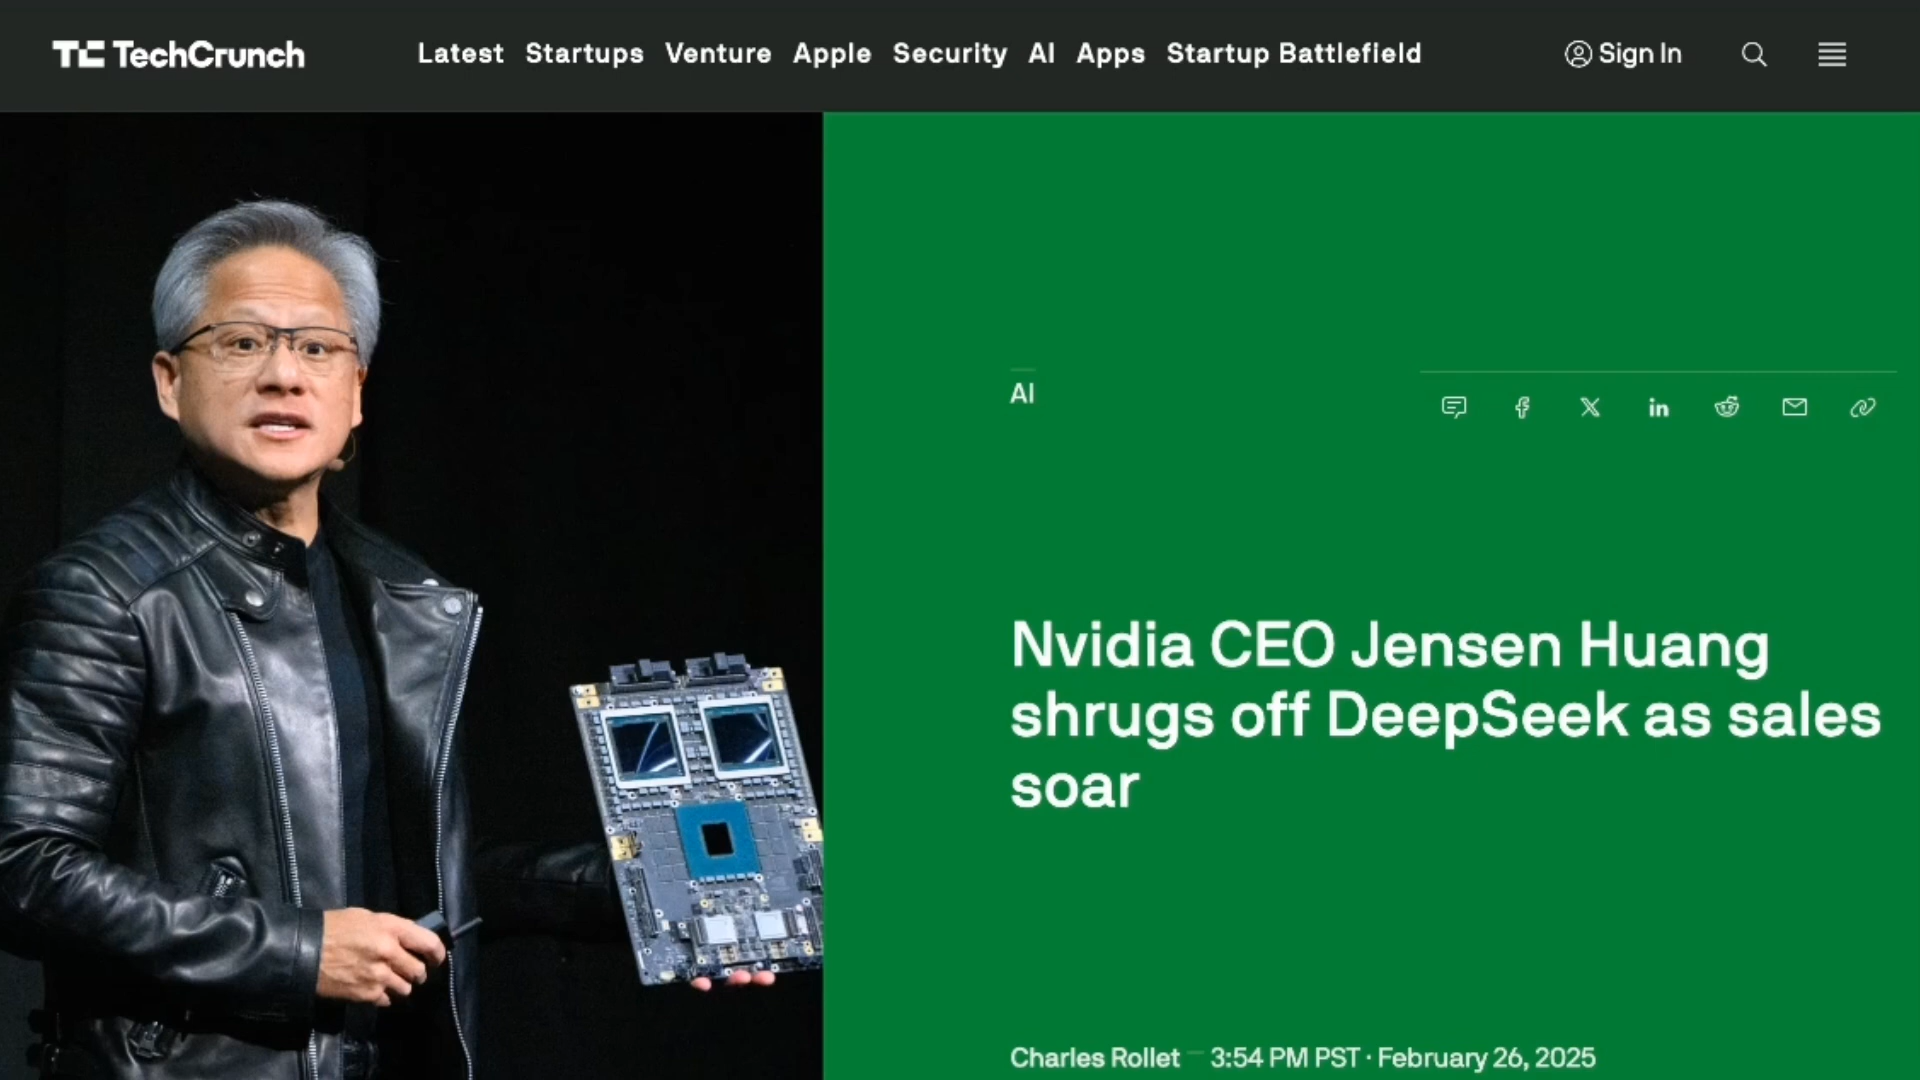 TechCrunch
Latest Startups Venture Apple Security AI Apps Startup Battlefield
Sign In
AI
Nvidia CEO Jensen Huang
shrugs off DeepSeek as sales
soar
Charles Rollet — 3:54 PM PST · February 26, 2025